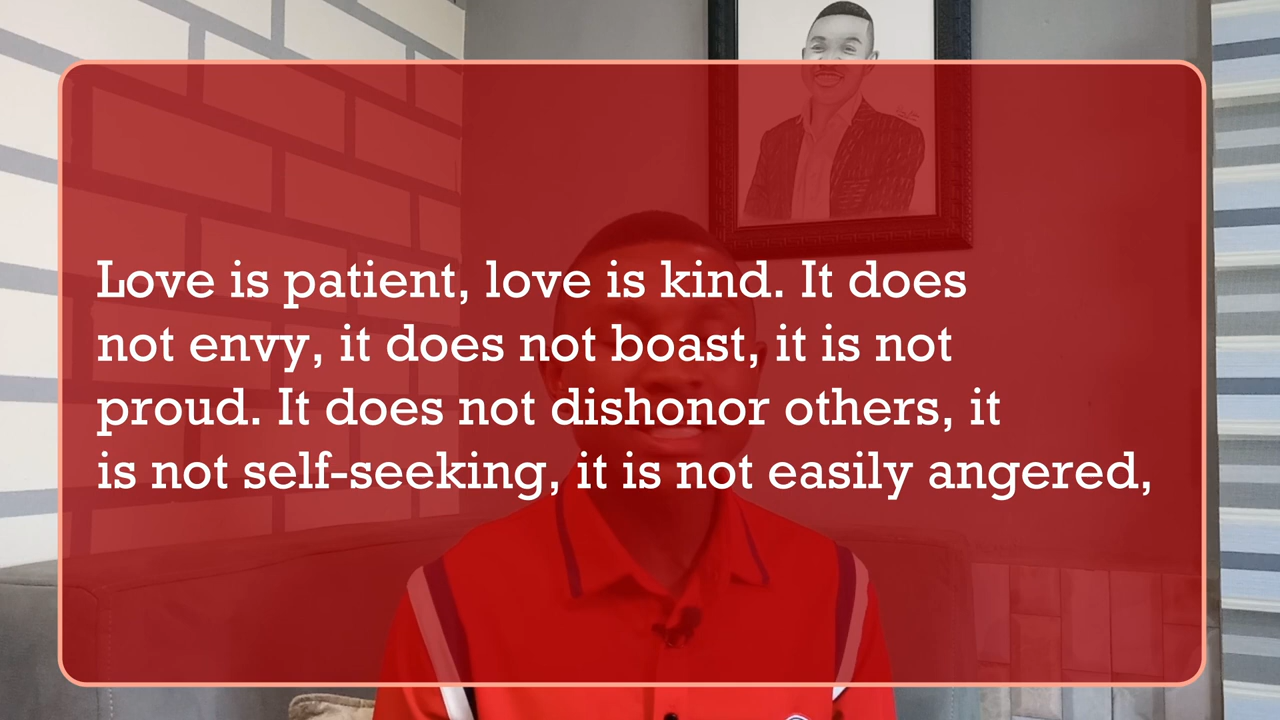 Love is patient, love is kind. It does
not envy, it does not boast, it is not
proud. It does not dishonor others, it
is not self-seeking, it is not easily angered,